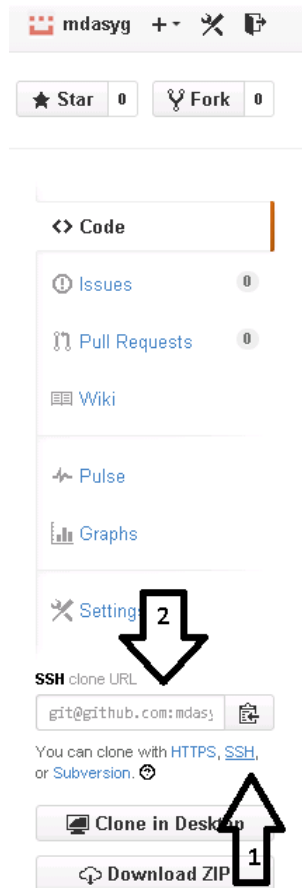 mdasyg +
Star 0 Fork 0
Code
Issues 0
Pull Requests 0
Wiki
Pulse
Graphs
Settings
2
SSH clone URL
git@github.com:mdasy
You can clone with HTTPS, SSH,
or Subversion.
Clone in Desktop
1
Download ZIP